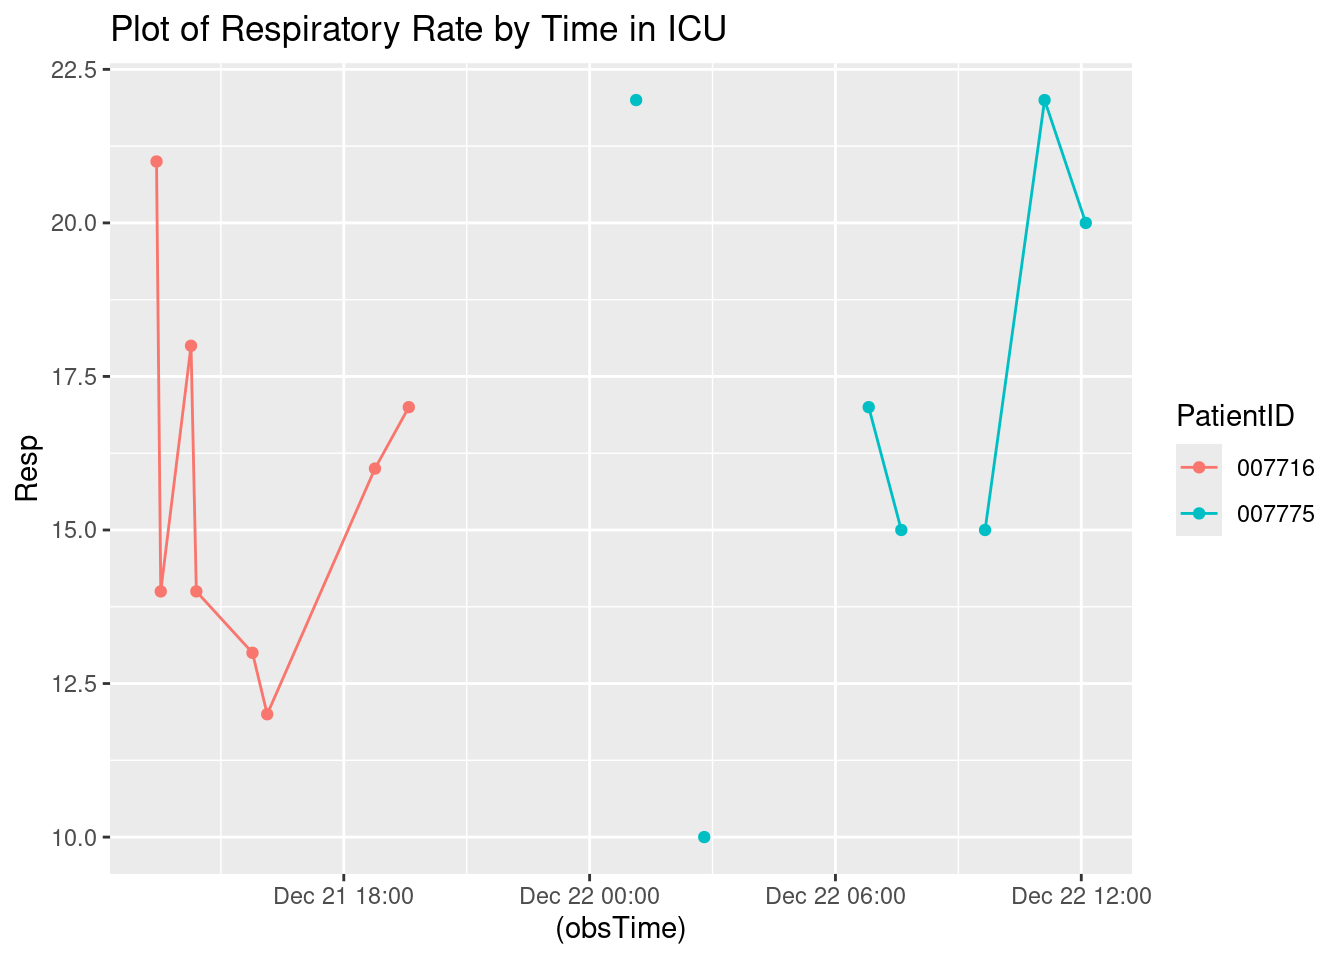 Plot of Respiratory Rate by Time in ICU
22.5
20.0
17.5
15.0
12.5
10.0
Resp
Dec 21 18:00 Dec 22 00:00 Dec 22 06:00 Dec 22 12:00
(obsTime)
PatientID
007716
007775